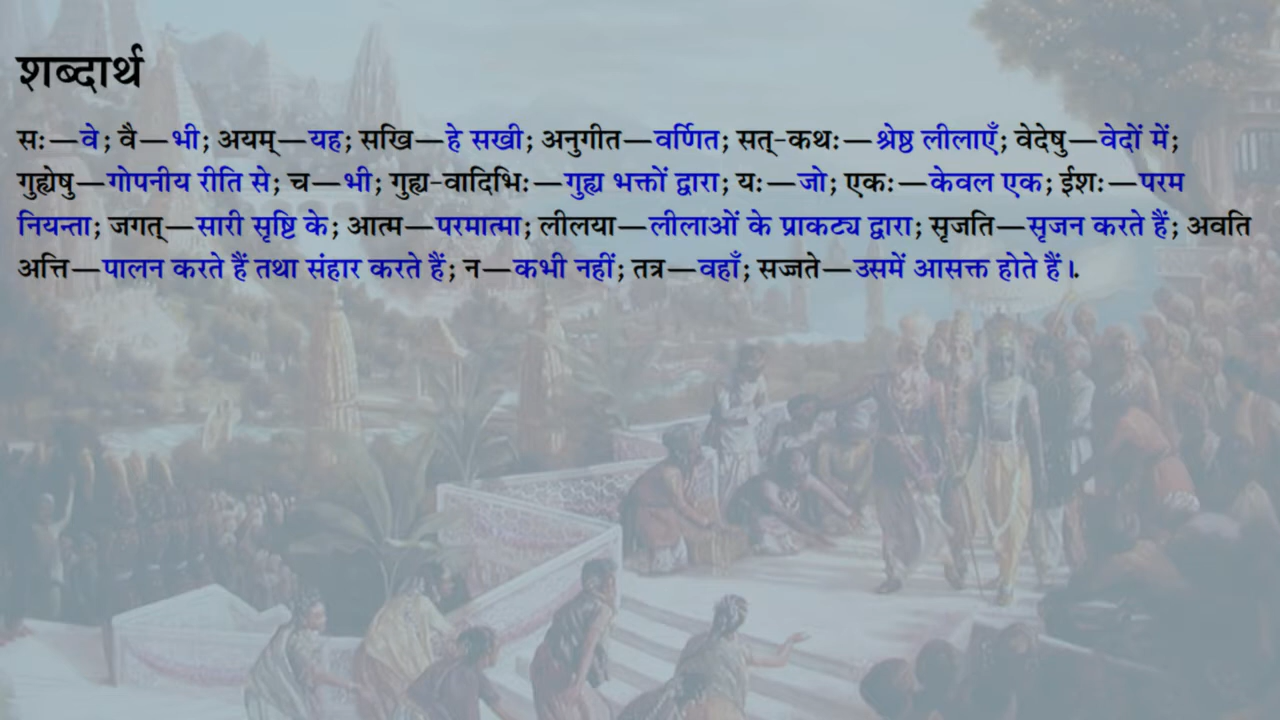 शब्दार्थ
सः—वे; वै—भी; अयम्—यह; सखि—हे सखी; अनुगीत—वर्णित; सत्-कथः—श्रेष्ठ लीलाएँ; वेदेषु—वेदों में;
गुह्येषु—गोपनीय रीति से; च—भी; गुह्य-वादिभिः—गुह्य भक्तों द्वारा; यः—जो; एकः—केवल एक; ईशः—परम
नियन्ता; जगत्—सारी सृष्टि के; आत्म—परमात्मा; लीलया—लीलाओं के प्राकट्य द्वारा; सृजति—सृजन करते हैं; अवति
अत्ति—पालन करते हैं तथा संहार करते हैं; न—कभी नहीं; तत्र—वहाँ; सज्जते—उसमें आसक्त होते हैं।.